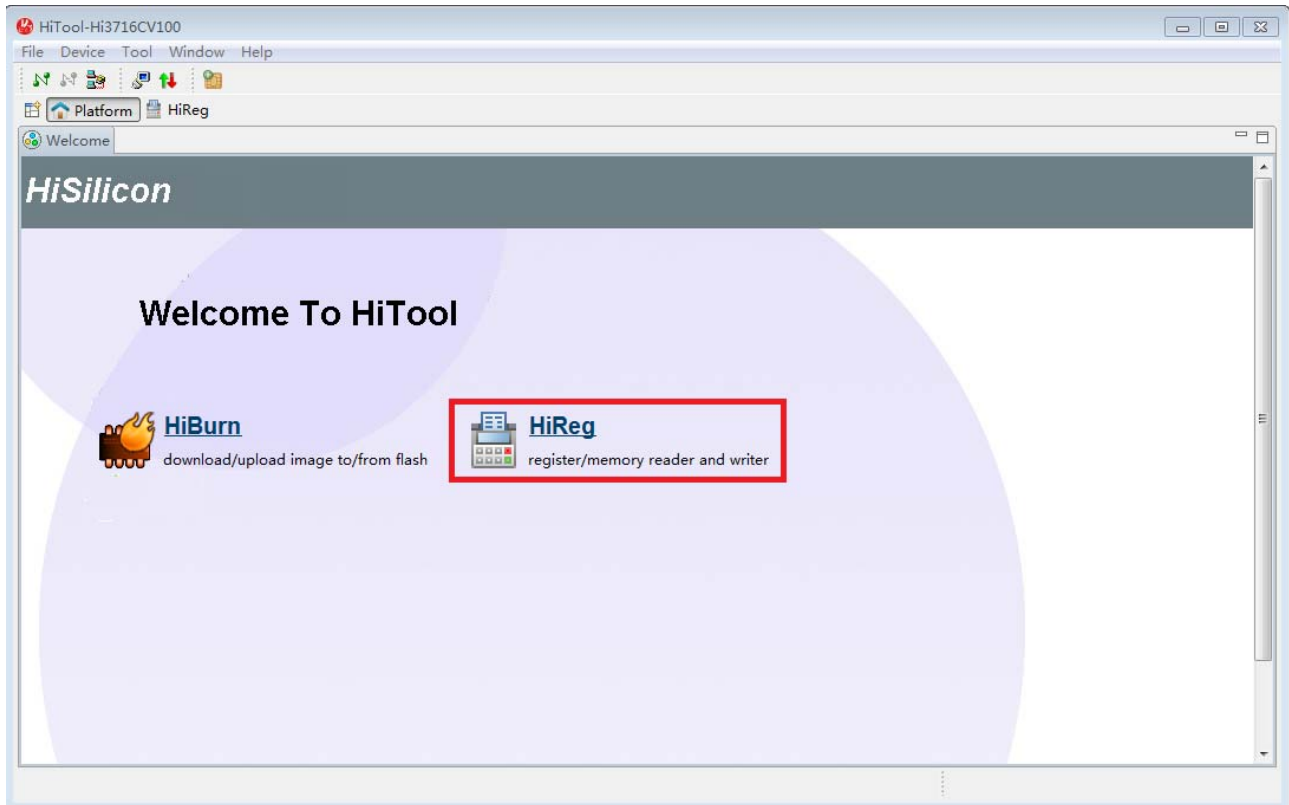 HiTool-Hi3716CV100
File Device Tool Window Help
Platform HiReg
Welcome
HiSilicon
Welcome To HiTool
HiBurn HiReg
download/upload image to/from flash register/memory reader and writer